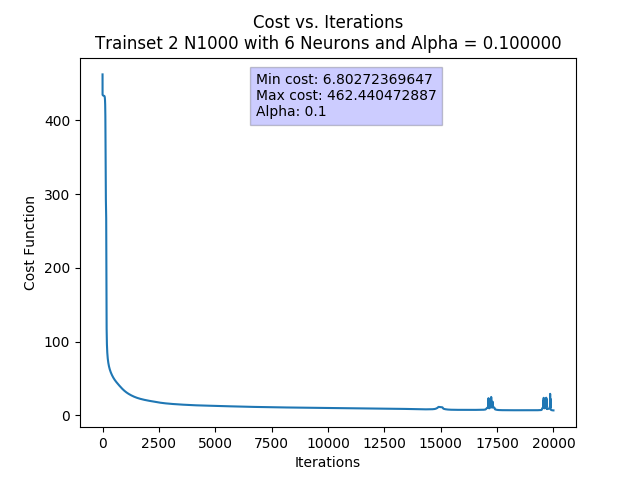 Cost vs. Iterations
Trainset 2 N1000 with 6 Neurons and Alpha = 0.100000
Min cost: 6.80272369647
Max cost: 462.440472887
Alpha: 0.1
400
300
200
100
0
Cost Function
0 2500 5000 7500 10000 12500 15000 17500 20000
Iterations